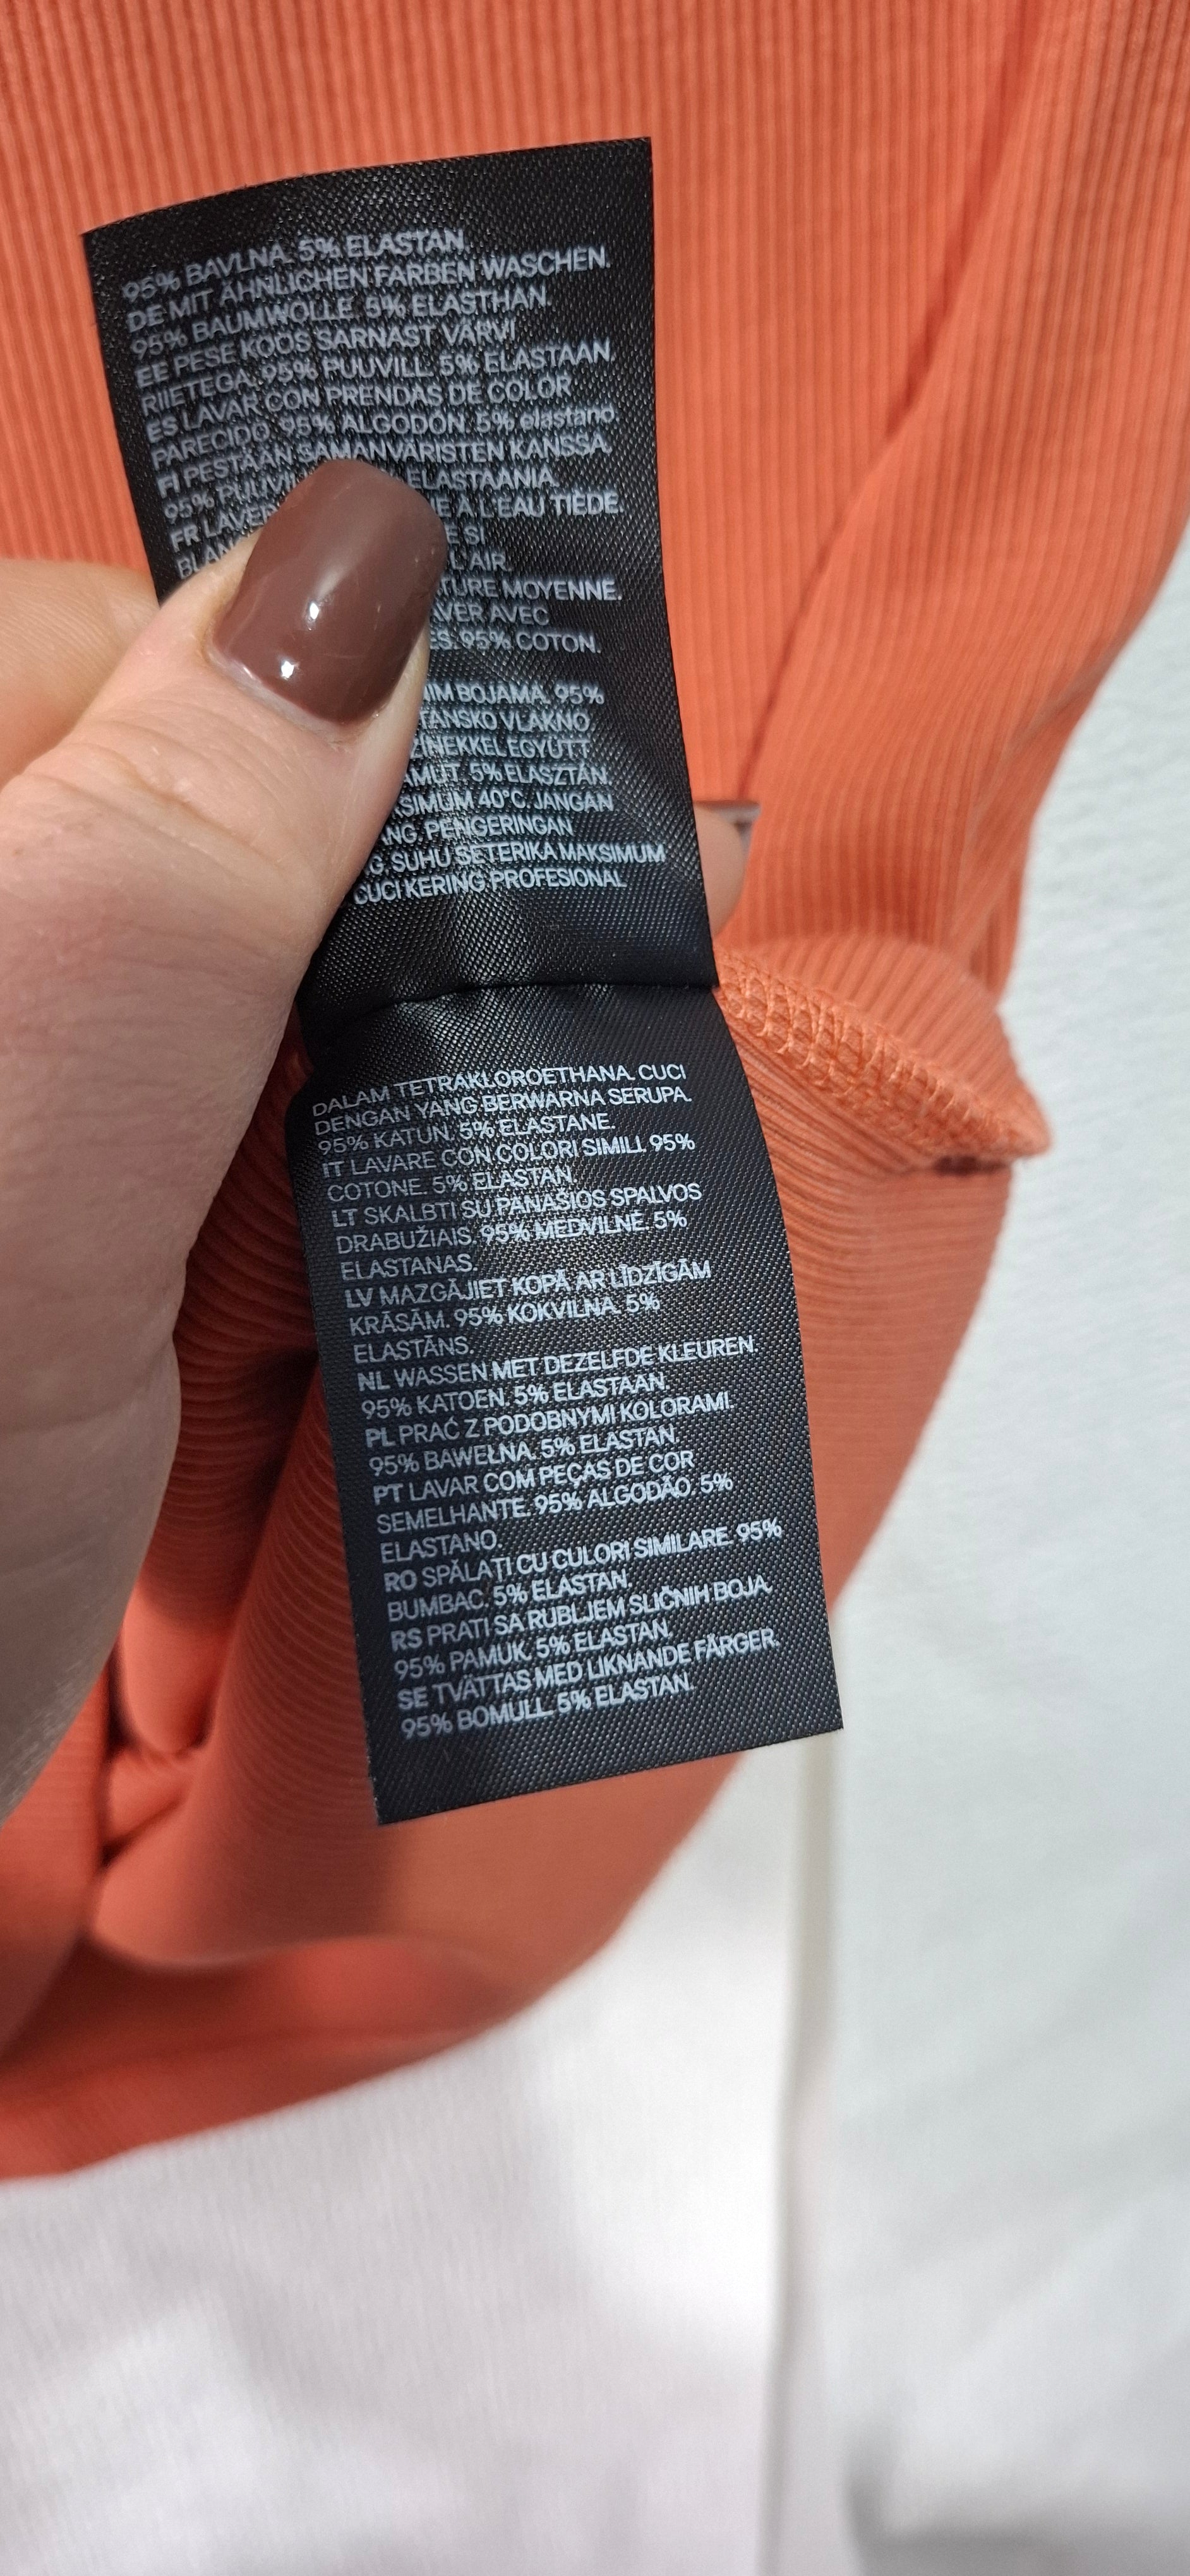 95% BAVLNA. 5% ELASTAN.
DE MIT ÄHNLICHEN FARBEN WASCHEN.
95% BAUMWOLLE. 5% ELASTHAN.
EE PESE KOOS SARNAST VÄRVI
RIIETEGA. 95% PUUVILL. 5% ELASTAAN.
ES LAVAR CON PRENDAS DE COLOR
PARECIDO. 95% ALGODÓN. 5% elastano
FI PESTÄÄN SAMANVÄRISTEN KANSSA.
95% ELASTAANIA.
FR LAVER À L'EAU TIÈDE.
SI
L'AIR.
MOYENNE.
AVEC
95% COTON.
BOJAMA. 95%
VLAKNO
EGYÜTT.
5% ELASZTÁN.
40°C. JANGAN
PENGERINGAN
SUHU SETERIKA MAKSIMUM
CUCI KERING PROFESIONAL
DALAM TETRAKLOROETHANA. CUCI
DENGAN YANG BERWARNA SERUPA.
95% KATUN. 5% ELASTANE.
IT LAVARE CON COLORI SIMILI. 95%
COTONE. 5% ELASTAN.
LT SKALBTI SU PANAŠIOS SPALVOS
DRABUŽIAIS. 95% MEDVILNĖ. 5%
ELASTANAS.
LV MAZGĀJIET KOPĀ AR LĪDZĪGĀM
KRĀSĀM. 95% KOKVILNA. 5%
ELASTĀNS.
NL WASSEN MET DEZELFDE KLEUREN.
95% KATOEN. 5% ELASTAAN.
PL PRAĆ Z PODOBNYMI KOLORAMI.
95% BAWEŁNA. 5% ELASTAN.
PT LAVAR COM PEÇAS DE COR
SEMELHANTE. 95% ALGODÃO. 5%
ELASTANO.
RO SPĂLAȚI CU CULORI SIMILARE. 95%
BUMBAC. 5% ELASTAN.
RS PRATI SA RUBLJEM SLIČNIH BOJA.
95% PAMUK. 5% ELASTAN.
SE TVÄTTAS MED LIKNANDE FÄRGER.
95% BOMULL. 5% ELASTAN.